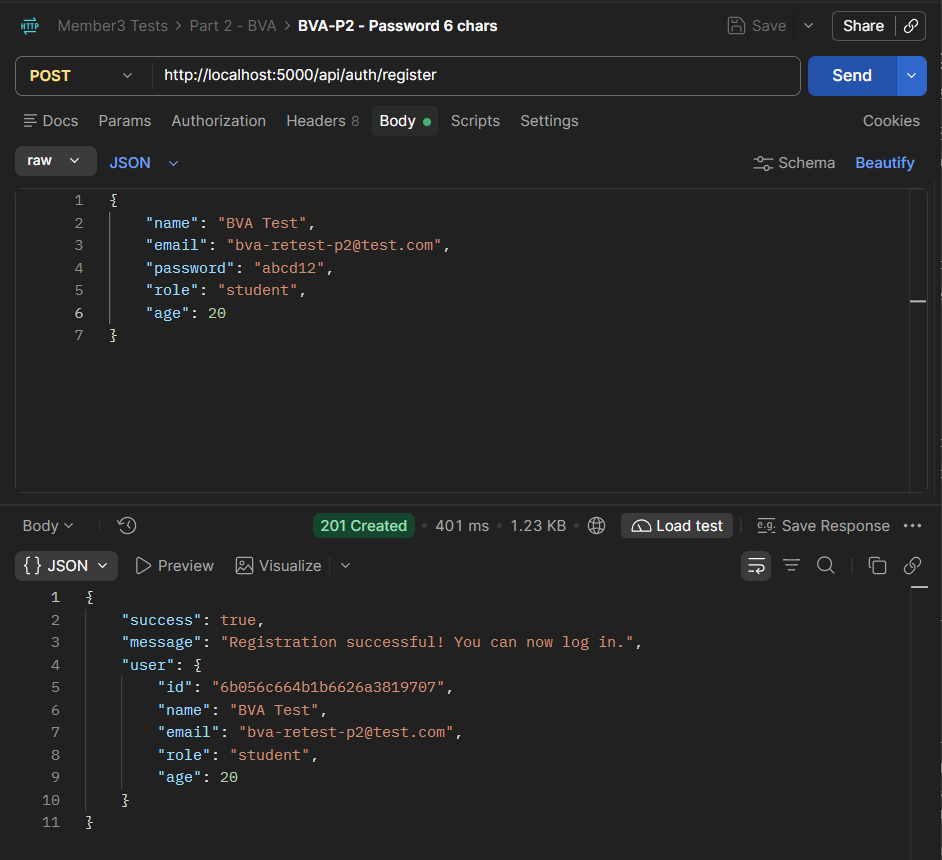 HTTP Member3 Tests > Part 2 - BVA > BVA-P2 - Password 6 chars Save Share
POST http://localhost:5000/api/auth/register Send
Docs Params Authorization Headers 8 Body Scripts Settings Cookies
raw JSON Schema Beautify
1 {
2 "name": "BVA Test",
3 "email": "bva-retest-p2@test.com",
4 "password": "abcd12",
5 "role": "student",
6 "age": 20
7 }
Body 201 Created • 401 ms • 1.23 KB • Load test e.g. Save Response
{} JSON Preview Visualize
1 {
2 "success": true,
3 "message": "Registration successful! You can now log in.",
4 "user": {
5 "id": "6b056c664b1b6626a3819707",
6 "name": "BVA Test",
7 "email": "bva-retest-p2@test.com",
8 "role": "student",
9 "age": 20
10 }
11 }